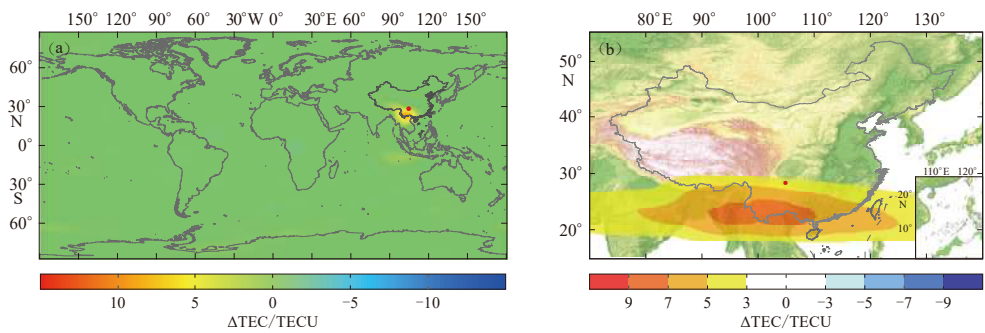 150° 120° 90° 60° 30°W 0° 30°E 60° 90° 120° 150°
(a)
60°
30°
N
0°
30°
S
60°
10 5 0 −5 −10
ΔTEC/TECU
80°E 90° 100° 110° 120° 130°
(b)
50°
N
40°
30°
20°
110°E 120°
20°
N
10°
9 7 5 3 0 −3 −5 −7 −9
ΔTEC/TECU